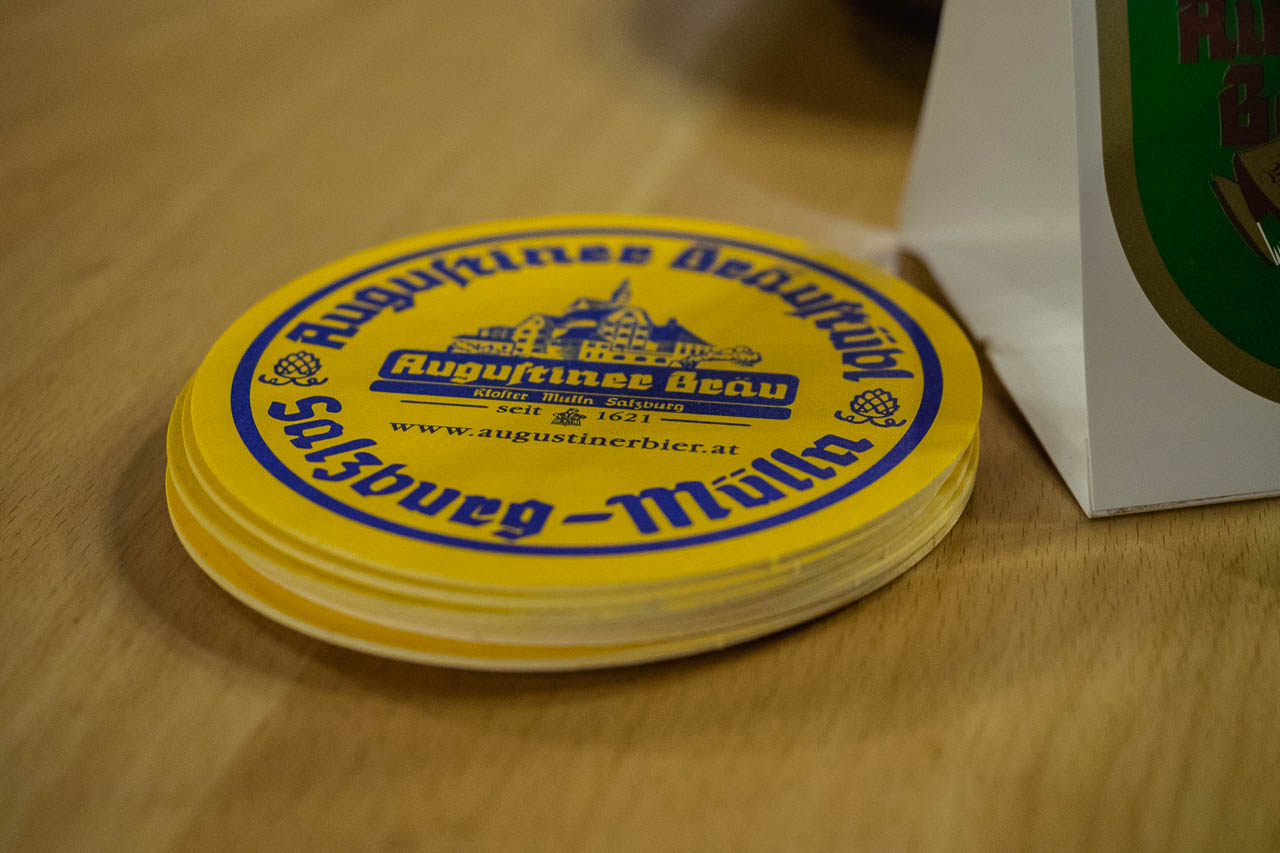 Augustiner Bräustübl
Augustiner Bräu
Kloster Mülln Salzburg
seit 1621
www.augustinerbier.at
Salzburg-Mülln